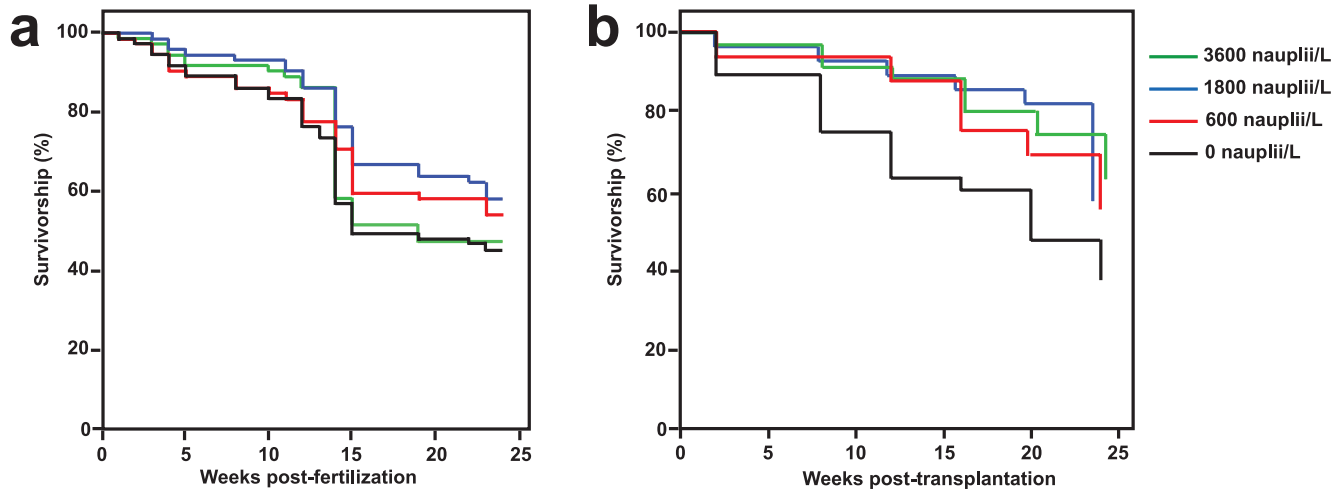 a
100
80
60
40
20
0
Survivorship (%)
0 5 10 15 20 25
Weeks post-fertilization
b
100
80
60
40
20
0
Survivorship (%)
0 5 10 15 20 25
Weeks post-transplantation
3600 nauplii/L
1800 nauplii/L
600 nauplii/L
0 nauplii/L